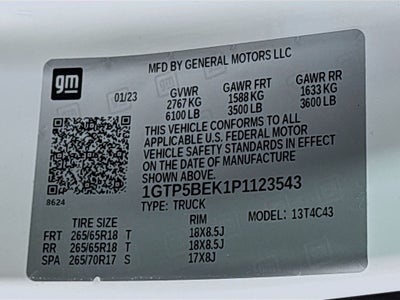 gm
MFD BY GENERAL MOTORS LLC
01/23 GVWR GAWR FRT GAWR RR
2767 KG 1588 KG 1633 KG
6100 LB 3500 LB 3600 LB
THIS VEHICLE CONFORMS TO ALL
APPLICABLE U.S. FEDERAL MOTOR
VEHICLE SAFETY STANDARDS IN EFFECT
ON THE DATE OF MANUFACTURE
SHOWN ABOVE.
1GTP5BEK1P1123543
8624 TYPE: TRUCK
TIRE SIZE RIM MODEL: 13T4C43
FRT 265/65R18 T 18X8.5J
RR 265/65R18 T 18X8.5J
SPA 265/70R17 S 17X8J